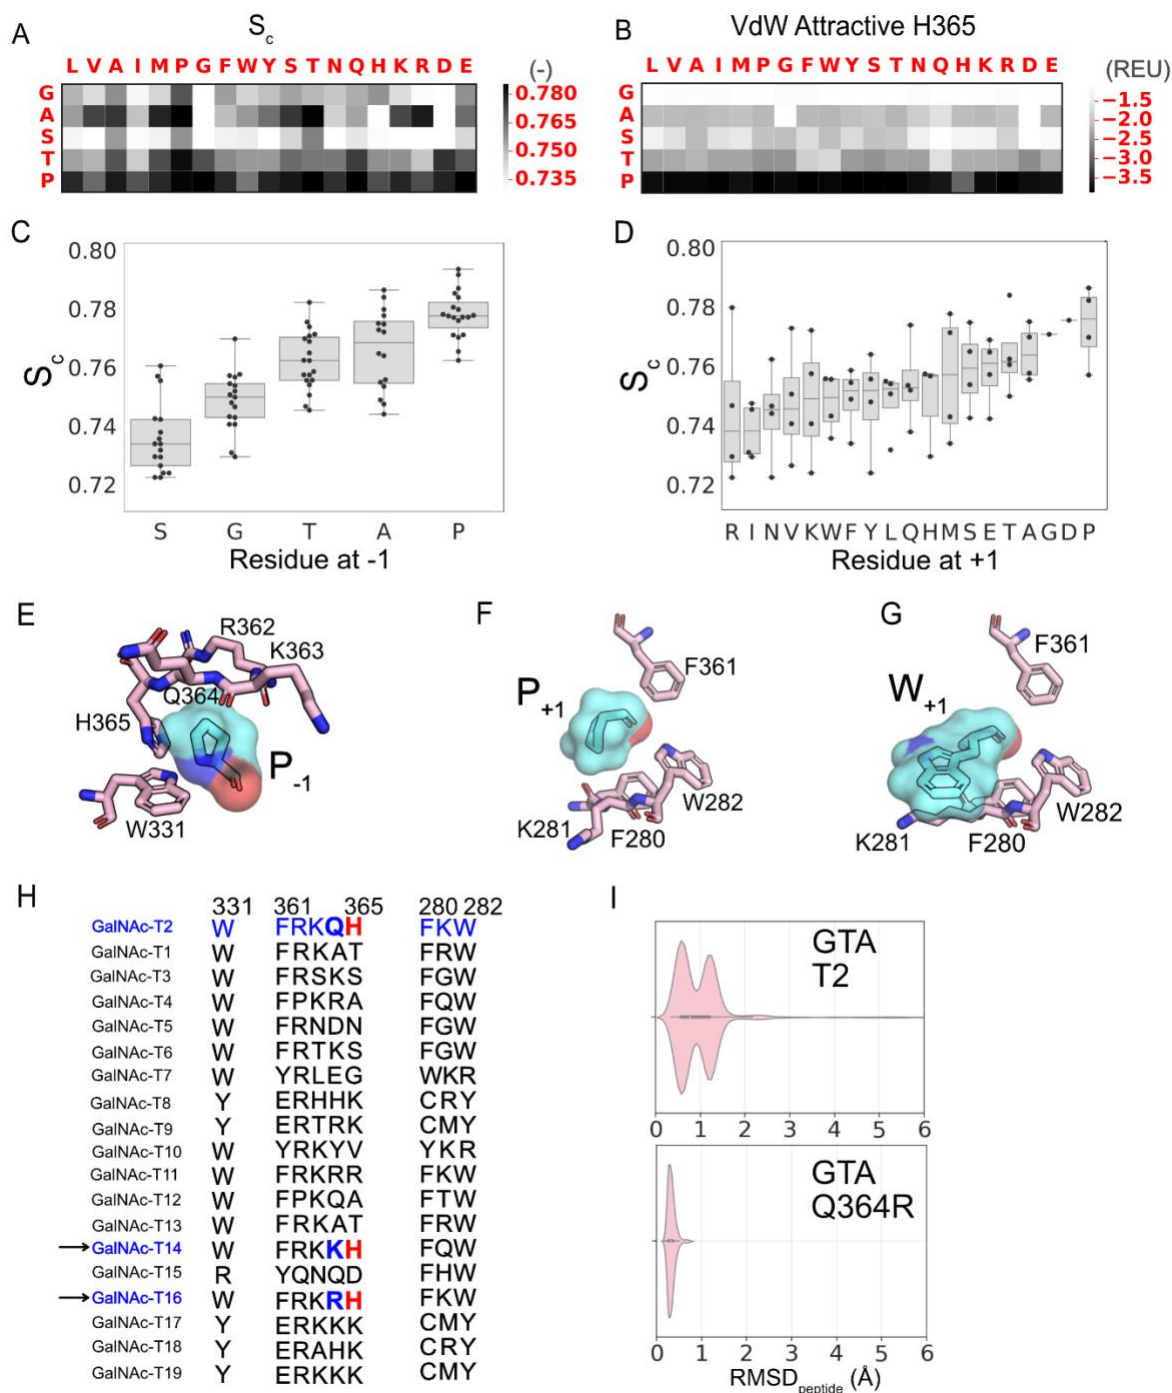 A
S_c
L V A I M P G F W Y S T N Q H K R D E
(-)
G
A
S
T
P
0.780
0.765
0.750
0.735
B
VdW Attractive H365
L V A I M P G F W Y S T N Q H K R D E
(REU)
G
A
S
T
P
−1.5
−2.0
−2.5
−3.0
−3.5
C
0.80
0.78
0.76
0.74
0.72
S_c
S G T A P
Residue at -1
D
0.80
0.78
0.76
0.74
0.72
S_c
R I N V K W F Y L Q H M S E T A G D P
Residue at +1
E
R362
K363
Q364
H365
P_-1
W331
F
F361
P_+1
W282
K281
F280
G
F361
W_+1
W282
K281
F280
H
331 361 365 280 282
GalNAc-T2 W FRKQH FKW
GalNAc-T1 W FRKAT FRW
GalNAc-T3 W FRSKS FGW
GalNAc-T4 W FPKRA FQW
GalNAc-T5 W FRNDN FGW
GalNAc-T6 W FRTKS FGW
GalNAc-T7 W YRLEG WKR
GalNAc-T8 Y ERHHK CRY
GalNAc-T9 Y ERTRK CMY
GalNAc-T10 W YRKYV YKR
GalNAc-T11 W FRKRR FKW
GalNAc-T12 W FPKQA FTW
GalNAc-T13 W FRKAT FRW
GalNAc-T14 W FRKKH FQW
GalNAc-T15 R YQNQD FHW
GalNAc-T16 W FRKRH FKW
GalNAc-T17 Y ERKKK CMY
GalNAc-T18 Y ERAHK CRY
GalNAc-T19 Y ERKKK CMY
I
GTA
T2
0 1 2 3 4 5 6
GTA
Q364R
0 1 2 3 4 5 6
RMSD_peptide (Å)